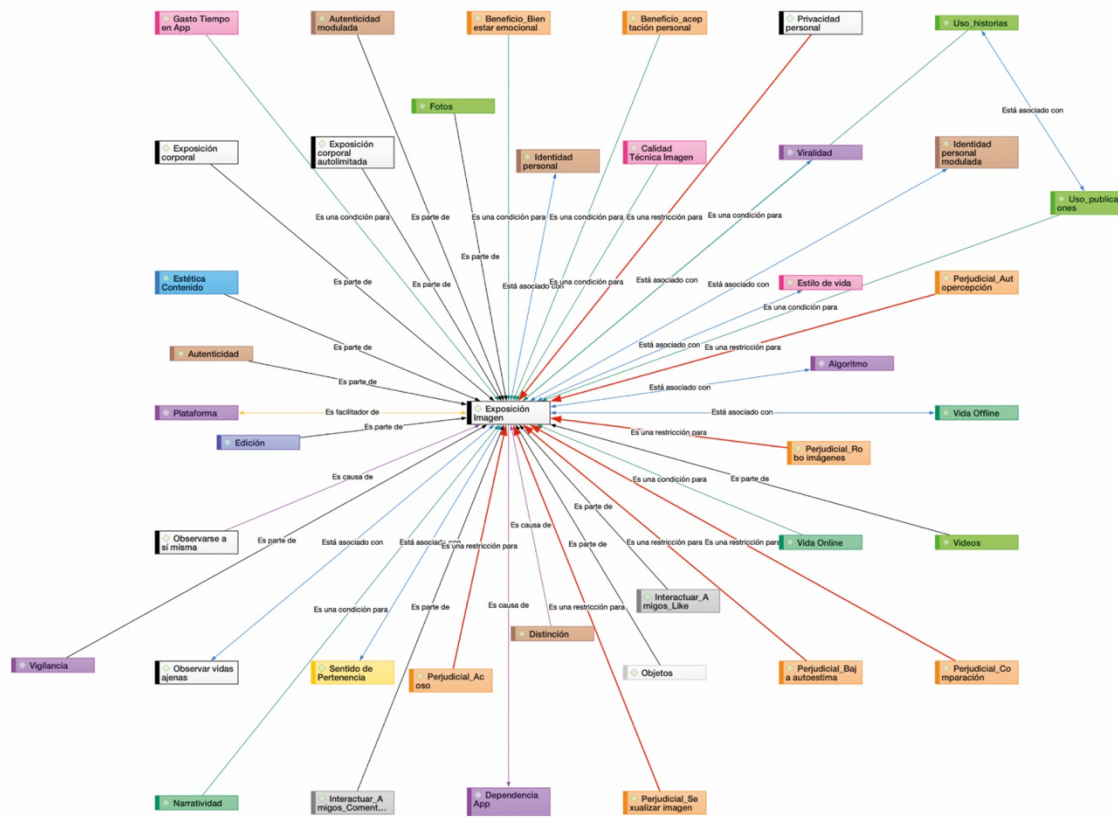 Gasto Tiempo
en App
Autenticidad
modulada
Beneficio_Bien
estar emocional
Beneficio_acep
tación personal
Privacidad
personal
Uso_historias
Fotos
Está asociado con
Exposición
corporal
Exposición
corporal
autolimitada
Identidad
personal
Calidad
Técnica Imagen
Viralidad
Identidad personal
modulada
Uso_publicaci
ones
Es una condición para
Es parte de
Es una condición para
Es una condición para
Es una restricción para
Es una condición para
Es parte de
Es parte de
Es parte de
Está asociado con
Es una condición para
Está asociado con
Está asociado con
Estética
Contenido
Estilo de vida
Perjudicial_Aut
opercepción
Es una condición para
Está asociado con
Es una restricción para
Es parte de
Autenticidad
Algoritmo
Es parte de
Está asociado con
Plataforma
Es facilitador de
Exposición
Imagen
Está asociado con
Vida Offline
Es parte de
Edición
Es una restricción para
Perjudicial_Ro
bo imágenes
Es causa de
Es una condición para
Es parte de
Observarse a
sí misma
Es parte de
Está asociado con
Está asociado con
Es una restricción para
Es causa de
Es parte de
Es una restricción para
Es una restricción para
Vida Online
Videos
Es una condición para
Es parte de
Es causa de
Es una restricción para
Interactuar_A
migos_Like
Distinción
Vigilancia
Observar vidas
ajenas
Sentido de
Pertenencia
Perjudicial_Ac
oso
Objetos
Perjudicial_Baj
a autoestima
Perjudicial_Co
mparación
Narratividad
Interactuar_A
migos_Coment...
Dependencia
App
Perjudicial_Se
xualizar imagen